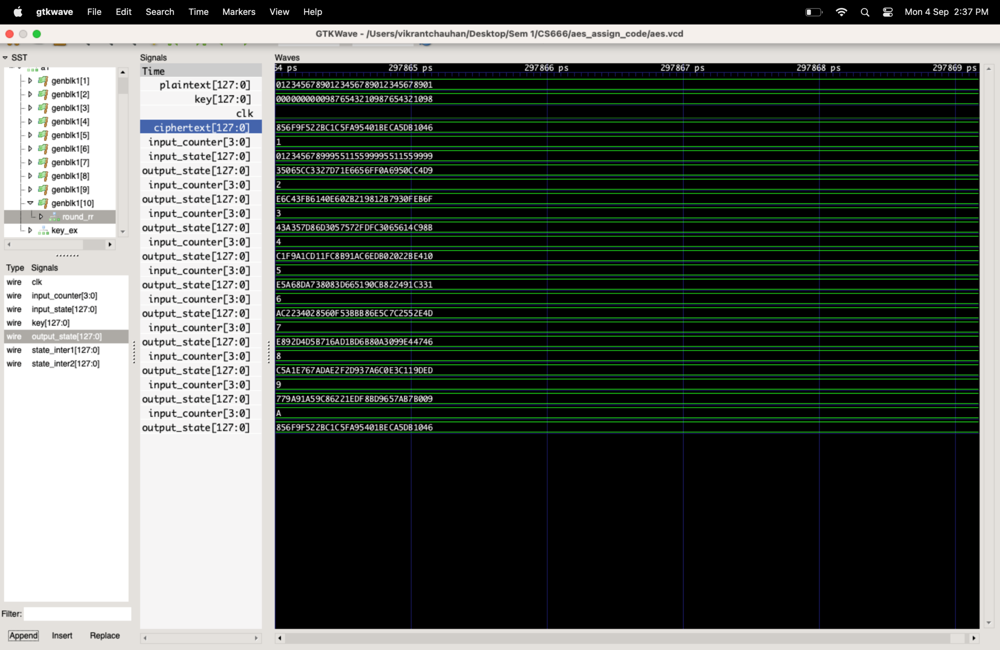 gtkwave File Edit Search Time Markers View Help Mon 4 Sep 2:37 PM
GTKWave - /Users/vikrantchauhan/Desktop/Sem 1/CS666/aes_assign_code/aes.vcd
SST
a1
genblk1[1]
genblk1[2]
genblk1[3]
genblk1[4]
genblk1[5]
genblk1[6]
genblk1[7]
genblk1[8]
genblk1[9]
genblk1[10]
round_rr
key_ex
Type Signals
wire clk
wire input_counter[3:0]
wire input_state[127:0]
wire key[127:0]
wire output_state[127:0]
wire state_inter1[127:0]
wire state_inter2[127:0]
Filter:
Append Insert Replace
Signals
Time
plaintext[127:0]
key[127:0]
clk
ciphertext[127:0]
input_counter[3:0]
input_state[127:0]
output_state[127:0]
input_counter[3:0]
output_state[127:0]
input_counter[3:0]
output_state[127:0]
input_counter[3:0]
output_state[127:0]
input_counter[3:0]
output_state[127:0]
input_counter[3:0]
output_state[127:0]
input_counter[3:0]
output_state[127:0]
input_counter[3:0]
output_state[127:0]
input_counter[3:0]
output_state[127:0]
input_counter[3:0]
output_state[127:0]
Waves
64 ps 297865 ps 297866 ps 297867 ps 297868 ps 297869 ps
01234567890123456789012345678901
00000000009876543210987654321098
856F9F522BC1C5FA95401BECA5DB1046
1
01234567899955115599995511559999
35065CC3327D71E6656FF0A6950CC4D9
2
E6C43FB6140E602B219812B7930FEB6F
3
43A357D86D3057572FDFC3065614C98B
4
C1F9A1CD11FC8B91AC6EDB02022BE410
5
E5A68DA738083D665190CB822491C331
6
AC2234028560F53BBB86E5C7C2552E4D
7
E892D4D5B716AD1BD6B80A3099E44746
8
C5A1E767ADAE2F2D937A6C0E3C119DED
9
779A91A59C86221EDF8BD9657AB7B009
A
856F9F522BC1C5FA95401BECA5DB1046